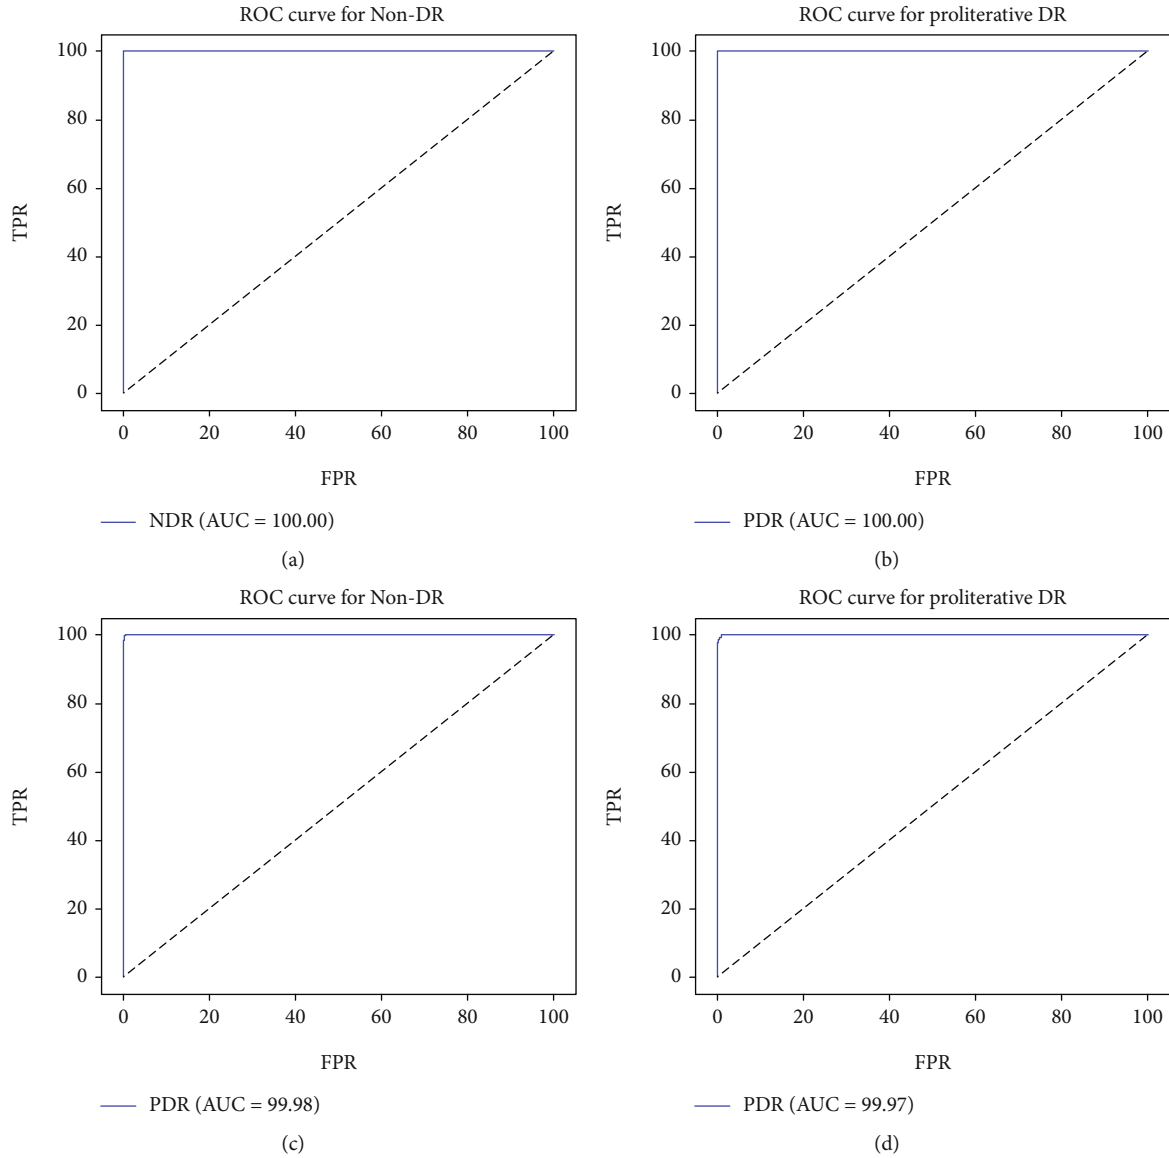 ROC curve for Non-DR
100
80
60
40
20
0
TPR
0 20 40 60 80 100
FPR
NDR (AUC = 100.00)
(a)
ROC curve for proliterative DR
100
80
60
40
20
0
TPR
0 20 40 60 80 100
FPR
PDR (AUC = 100.00)
(b)
ROC curve for Non-DR
100
80
60
40
20
0
TPR
0 20 40 60 80 100
FPR
PDR (AUC = 99.98)
(c)
ROC curve for proliterative DR
100
80
60
40
20
0
TPR
0 20 40 60 80 100
FPR
PDR (AUC = 99.97)
(d)